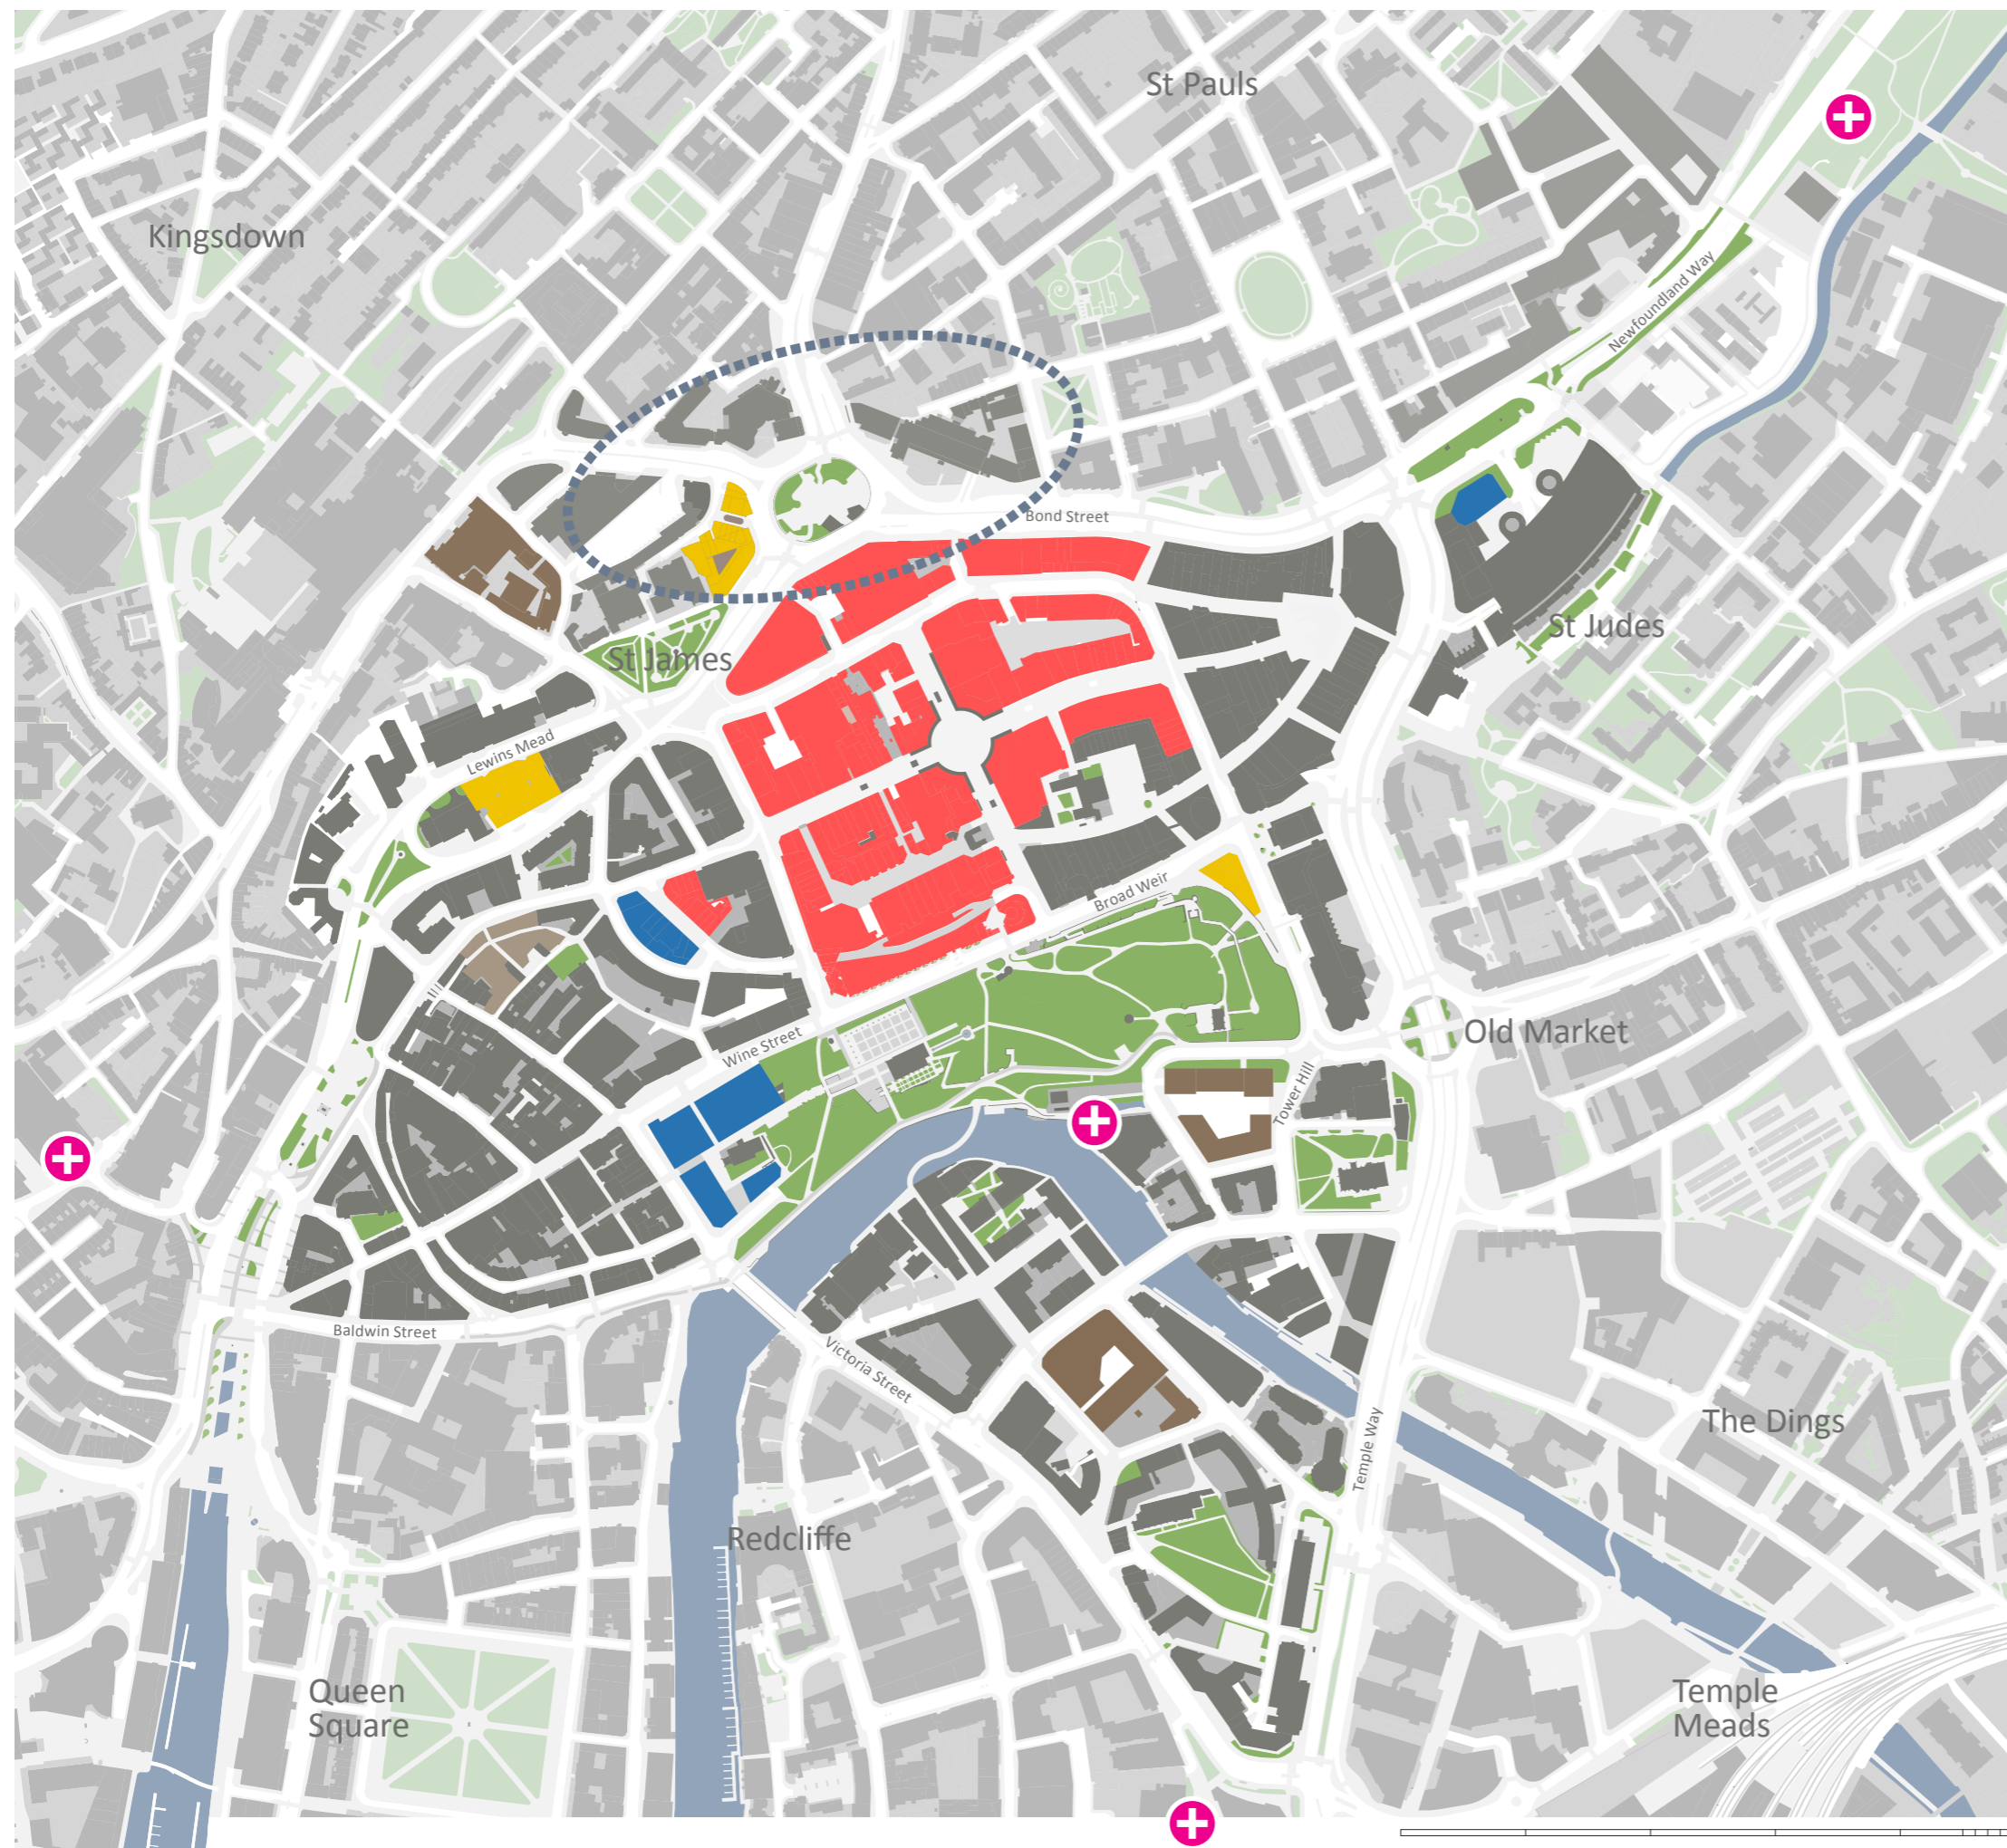 St Pauls
Kingsdown
Newfoundland Way
Bond Street
St Judes
St James
Lewins Mead
Broad Weir
Wine Street
Old Market
Tower Hill
Baldwin Street
Victoria Street
The Dings
Temple Way
Redcliffe
Queen
Square
Temple
Meads